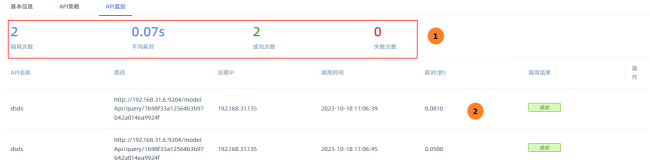 基本信息 API策略 API监控
2 0.07s 2 0
调用次数 平均耗时 成功次数 失败次数
1
API名称 路径 访问IP 调用时间 耗时(秒) 调用结果 操作
http://192.168.31.6:9204/model
dsds Api/query/1b98f33a12564b3b97 192.168.31.135 2023-10-18 11:06:39 0.0810 2 成功
b42a014ea9924f
http://192.168.31.6:9204/model
dsds Api/query/1b98f33a12564b3b97 192.168.31.135 2023-10-18 11:06:45 0.0500 成功
b42a014ea9924f